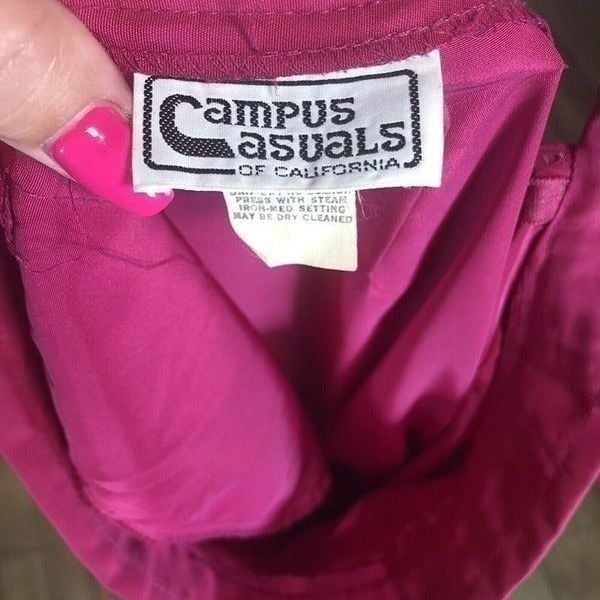 Campus
Casuals
OF CALIFORNIA
PRESS WITH STEAM
IRON-MED SETTING
MAY BE DRY CLEANED